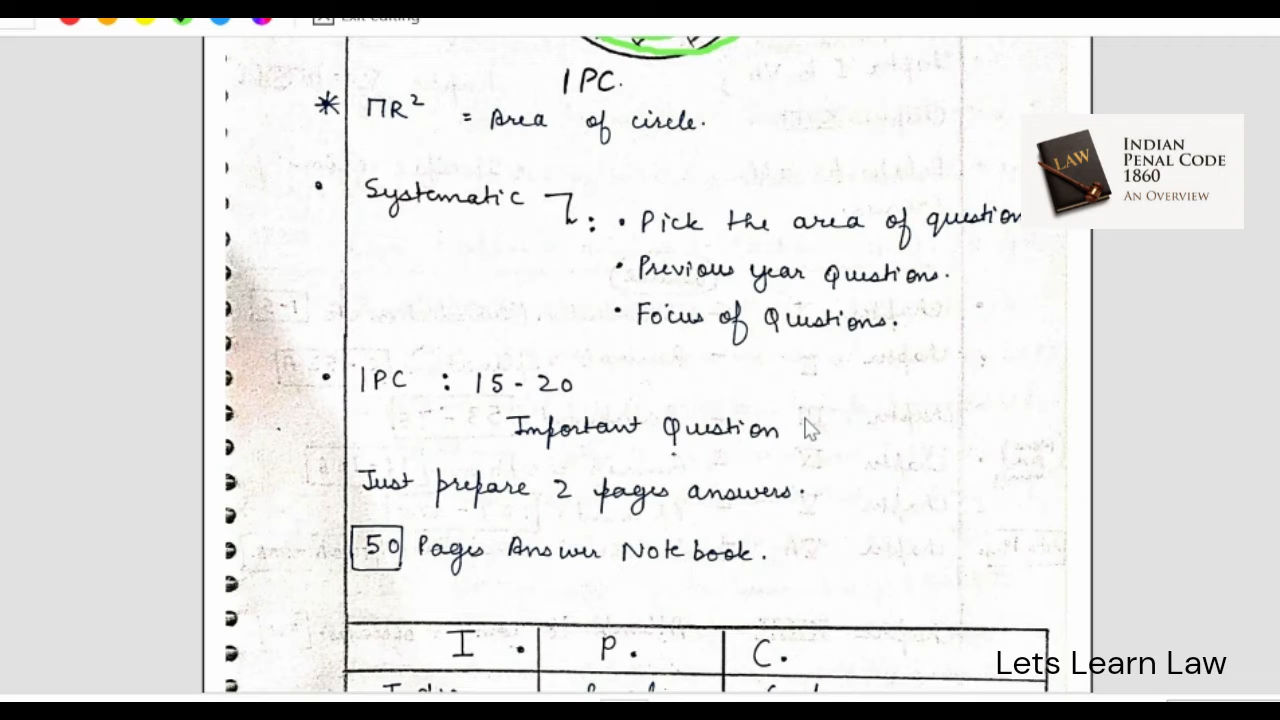 Exit editing
IPC.
* ΠR² = Area of circle.
• Systematic : • Pick the area of question
• Previous year Questions.
• Focus of Questions.
• IPC : 15-20
Important Question
Just prepare 2 pages answers.
50 Pages Answer Notebook.
I. P. C.
LAW
INDIAN
PENAL CODE
1860
AN OVERVIEW
Lets Learn Law